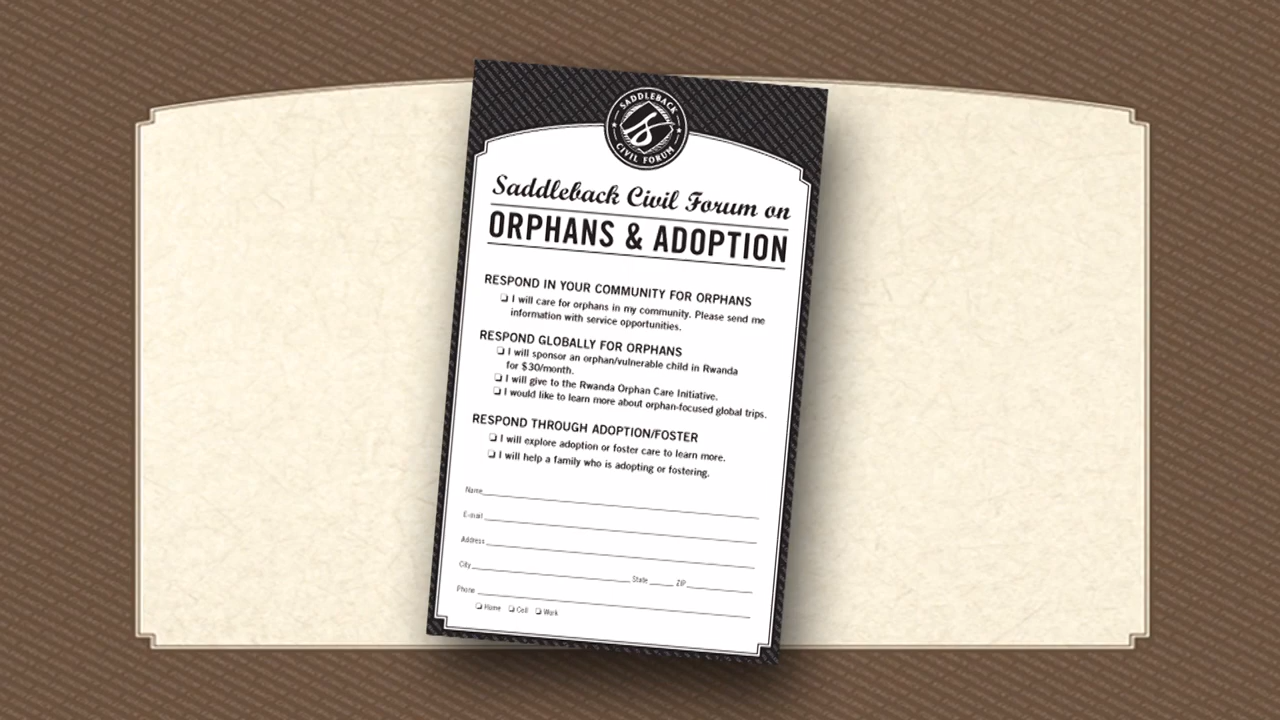 SADDLEBACK
CIVIL FORUM
Saddleback Civil Forum on
ORPHANS & ADOPTION
RESPOND IN YOUR COMMUNITY FOR ORPHANS
❏ I will care for orphans in my community. Please send me
information with service opportunities.
RESPOND GLOBALLY FOR ORPHANS
❏ I will sponsor an orphan/vulnerable child in Rwanda
for $30/month.
❏ I will give to the Rwanda Orphan Care Initiative.
❏ I would like to learn more about orphan-focused global trips.
RESPOND THROUGH ADOPTION/FOSTER
❏ I will explore adoption or foster care to learn more.
❏ I will help a family who is adopting or fostering.
Name
E-mail
Address
City State ZIP
Phone
❏ Home ❏ Cell ❏ Work